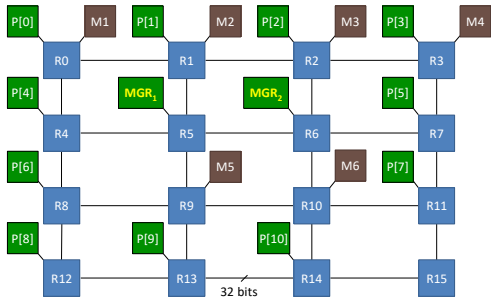 P[0] M1 P[1] M2 P[2] M3 P[3] M4
R0 R1 R2 R3
P[4] MGR1 MGR2 P[5]
R4 R5 R6 R7
P[6] M5 M6 P[7]
R8 R9 R10 R11
P[8] P[9] P[10]
R12 R13 R14 R15
32 bits